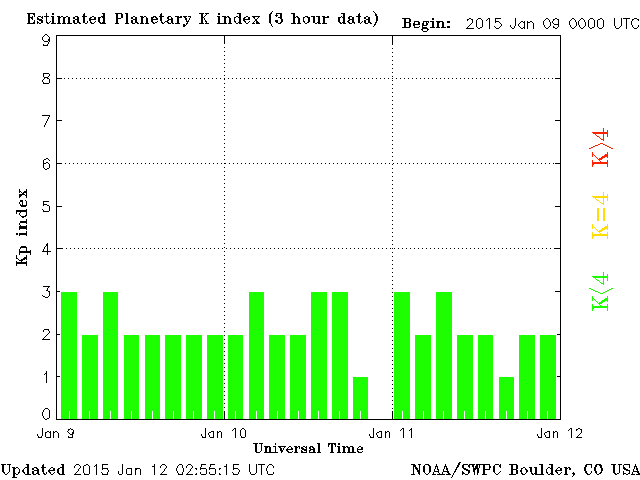 Estimated Planetary K index (3 hour data) Begin: 2015 Jan 09 0000 UTC
9
8
7
6
5
4
3
2
1
0
Kp index
K>4
K=4
K<4
Jan 9 Jan 10 Jan 11 Jan 12
Universal Time
Updated 2015 Jan 12 02:55:15 UTC NOAA/SWPC Boulder, CO USA